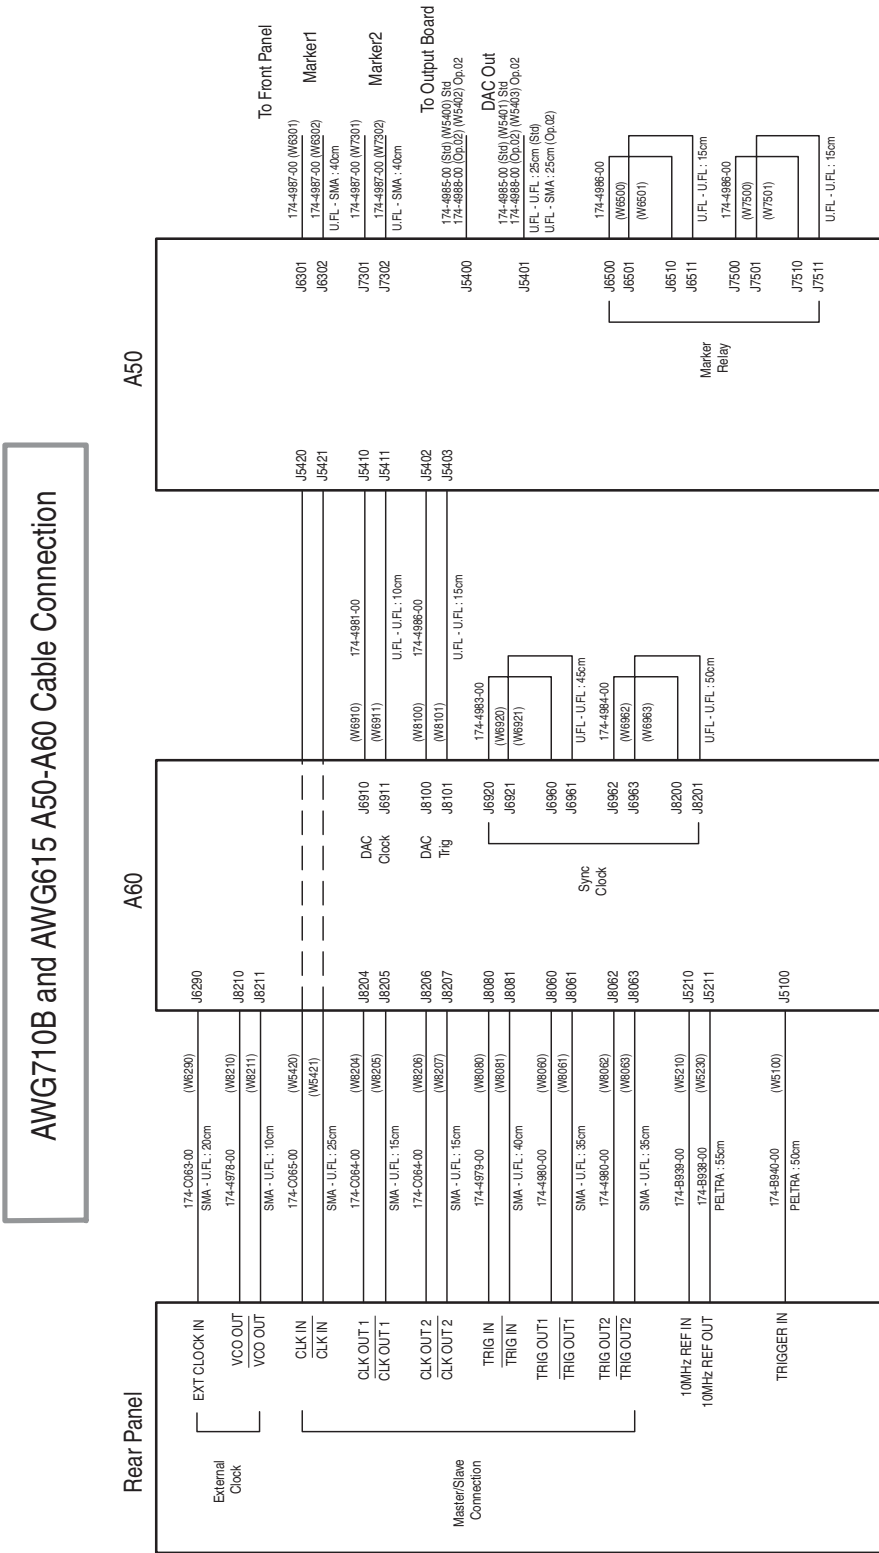 AWG710B and AWG615 A50-A60 Cable Connection
Rear Panel
A60
A50
To Front Panel
External
Clock
EXT CLOCK IN
VCO OUT
VCO OUT
Master/Slave
Connection
CLK IN
CLK IN
CLK OUT 1
CLK OUT 1
CLK OUT 2
CLK OUT 2
TRIG IN
TRIG IN
TRIG OUT1
TRIG OUT1
TRIG OUT2
TRIG OUT2
10MHz REF IN
10MHz REF OUT
TRIGGER IN
174-C063-00 (W6290)
SMA - U.FL : 20cm
174-4978-00 (W8210)
(W8211)
SMA - U.FL : 10cm
174-C065-00 (W5420)
(W5421)
SMA - U.FL : 25cm
174-C064-00 (W8204)
(W8205)
SMA - U.FL : 15cm
174-C064-00 (W8206)
(W8207)
SMA - U.FL : 15cm
174-4979-00 (W8080)
(W8081)
SMA - U.FL : 40cm
174-4980-00 (W8060)
(W8061)
SMA - U.FL : 35cm
174-4980-00 (W8062)
(W8063)
SMA - U.FL : 35cm
174-B939-00 (W5210)
174-B938-00 (W5230)
PELTRA : 55cm
174-B940-00 (W5100)
PELTRA : 50cm
J6290
J8210
J8211
J8204
J8205
J8206
J8207
J8080
J8081
J8060
J8061
J8062
J8063
J5210
J5211
J5100
DAC
Clock
J6910
J6911
DAC
Trig
J8100
J8101
Sync
Clock
J6920
J6921
J6960
J6961
J6962
J6963
J8200
J8201
(W6910) 174-4981-00
(W6911)
U.FL - U.FL : 10cm
(W8100) 174-4986-00
(W8101)
U.FL - U.FL : 15cm
174-4983-00
(W6920)
(W6921)
U.FL - U.FL : 45cm
174-4984-00
(W6962)
(W6963)
U.FL - U.FL : 50cm
J5420
J5421
J5410
J5411
J5402
J5403
J6301
J6302
J7301
J7302
J5400
J5401
Marker
Relay
J6500
J6501
J6510
J6511
J7500
J7501
J7510
J7511
174-4987-00 (W6301)
174-4987-00 (W6302)
U.FL - SMA : 40cm
Marker1
174-4987-00 (W7301)
174-4987-00 (W7302)
U.FL - SMA : 40cm
Marker2
To Output Board
174-4985-00 (Std) (W5400) Std
174-4988-00 (Op.02) (W5402) Op.02
DAC Out
174-4985-00 (Std) (W5401) Std
174-4988-00 (Op.02) (W5403) Op.02
U.FL - U.FL : 25cm (Std)
U.FL - SMA : 25cm (Op.02)
174-4986-00
(W6500)
(W6501)
U.FL - U.FL : 15cm
174-4986-00
(W7500)
(W7501)
U.FL - U.FL : 15cm